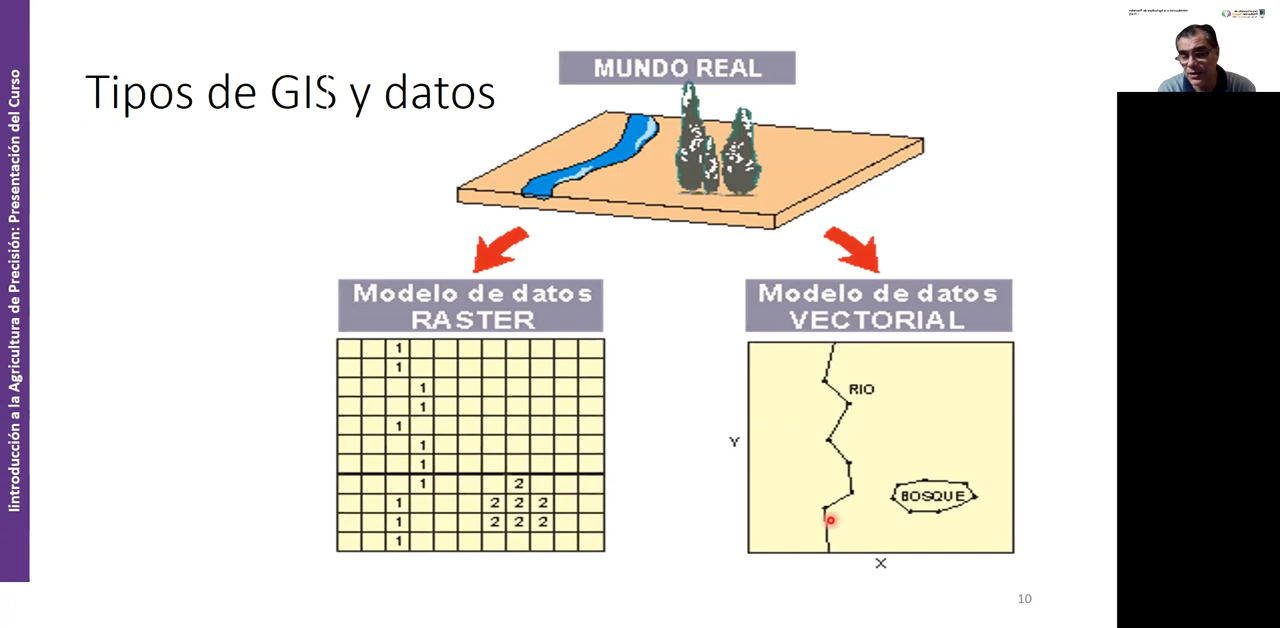 Iintroducción a la Agricultura de Precisión: Presentación del Curso
Tipos de GIS y datos
MUNDO REAL
Modelo de datos
RASTER
1
1
1
1
1
1
1
1 2
1 2 2 2
1 2 2 2
1
Modelo de datos
VECTORIAL
RIO
Y
BOSQUE
X
10